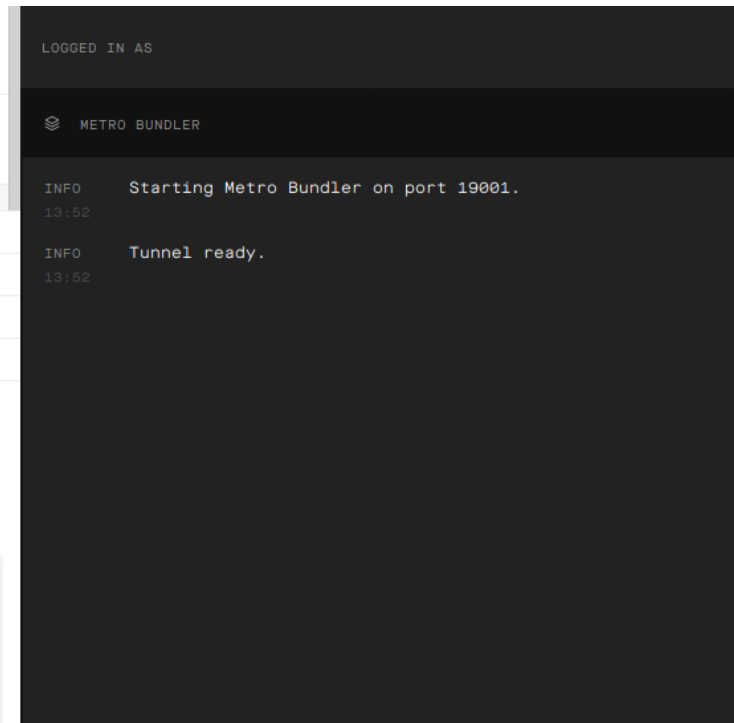 LOGGED IN AS
METRO BUNDLER
INFO Starting Metro Bundler on port 19001.
13:52
INFO Tunnel ready.
13:52